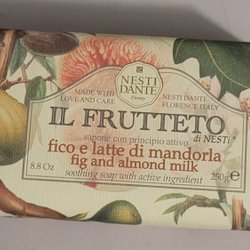 NESTI
DANTE
Firenze
MADE WITH
LOVE AND CARE
NESTI DANTE
FLORENCE ITALY
IL FRUTTETO
di NESTI
sapone con principio attivo
fico e latte di mandorla
fig and almond milk
8.8 Oz
250g e
soothing soap with active ingredient